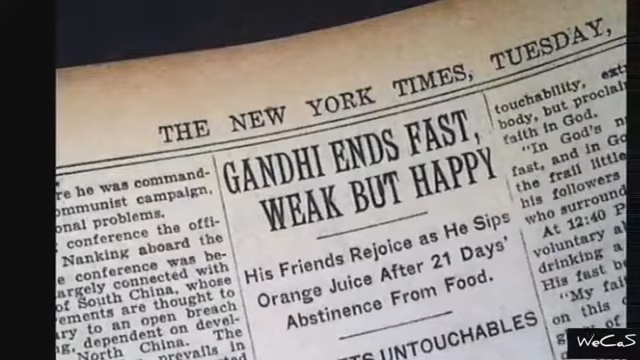 THE NEW YORK TIMES, TUESDAY,
re he was command-
ommunist campaign,
onal problems.
conference the offi-
Nanking aboard the
e conference was be-
argely connected with
of South China, whose
ements are thought to
ary to an open breach
g, dependent on devel-
North China. The
prevails in
GANDHI ENDS FAST,
WEAK BUT HAPPY
His Friends Rejoice as He Sips
Orange Juice After 21 Days'
Abstinence From Food.
UNTOUCHABLES
touchability, ext
body, but proclain
faith in God.
"In God's n
fast, and in Go
the frail little
his followers
who surround
At 12:40 P
voluntary a
drinking a
His fast b
"My fai
on this
of
WeCaS